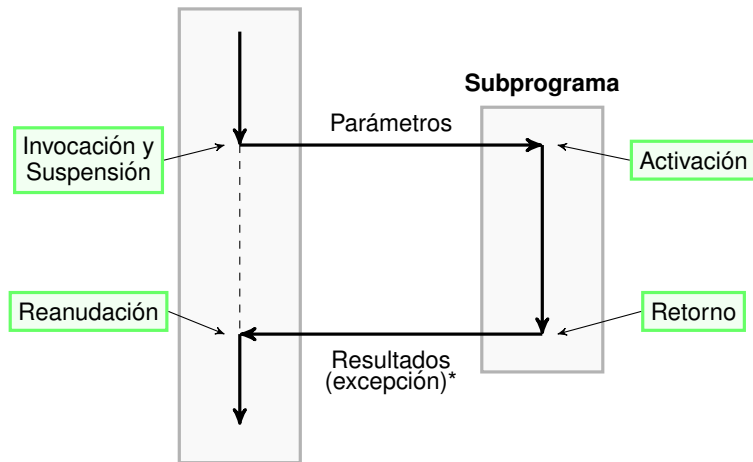 Subprograma
Parámetros
Invocación y
Suspensión
Activación
Reanudación
Retorno
Resultados
(excepción)*